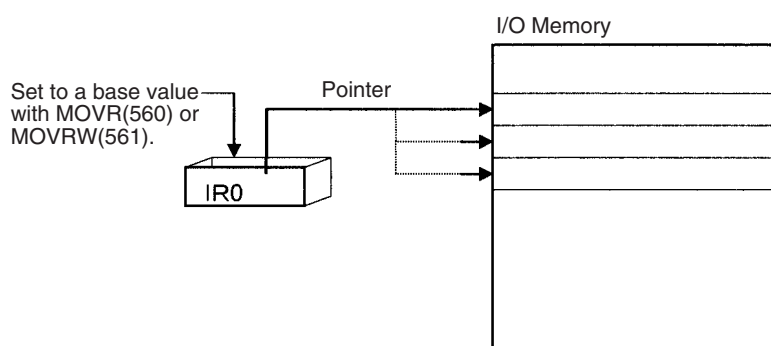 I/O Memory
Set to a base value
with MOVR(560) or
MOVRW(561).
Pointer
IR0